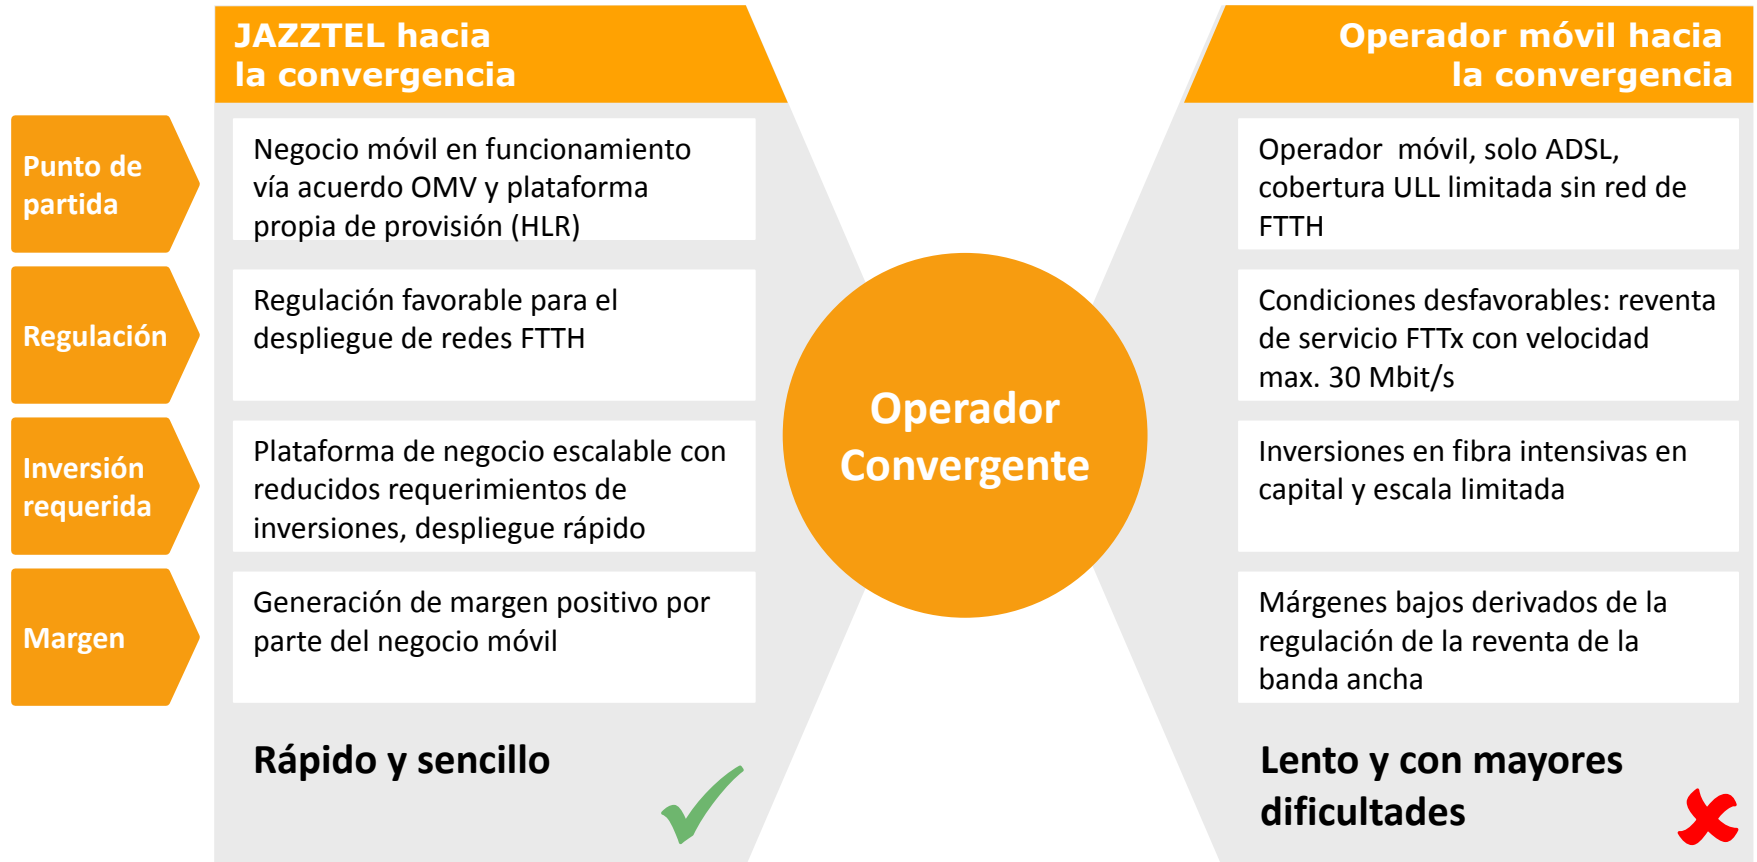 JAZZTEL hacia
la convergencia
Operador móvil hacia
la convergencia
Punto de
partida
Negocio móvil en funcionamiento
vía acuerdo OMV y plataforma
propia de provisión (HLR)
Operador móvil, solo ADSL,
cobertura ULL limitada sin red de
FTTH
Regulación
Regulación favorable para el
despliegue de redes FTTH
Condiciones desfavorables: reventa
de servicio FTTx con velocidad
max. 30 Mbit/s
Operador
Convergente
Inversión
requerida
Plataforma de negocio escalable con
reducidos requerimientos de
inversiones, despliegue rápido
Inversiones en fibra intensivas en
capital y escala limitada
Margen
Generación de margen positivo por
parte del negocio móvil
Márgenes bajos derivados de la
regulación de la reventa de la
banda ancha
Rápido y sencillo
Lento y con mayores
dificultades